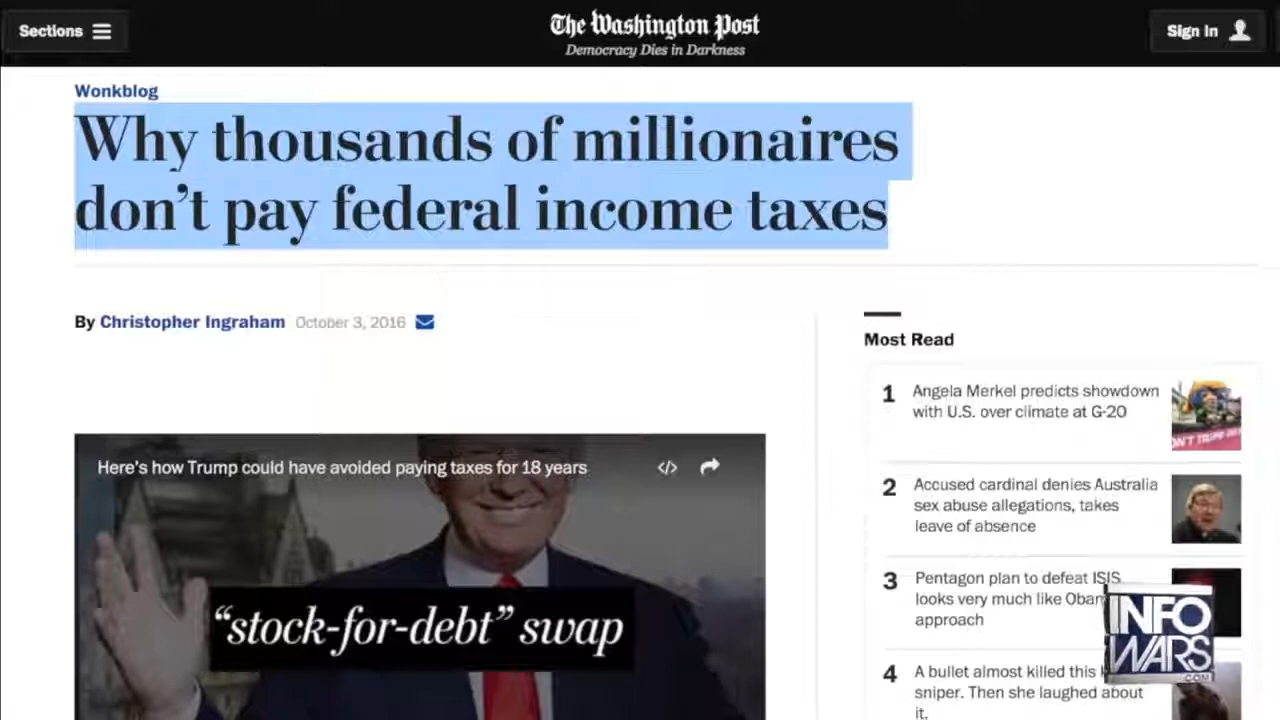 Sections
The Washington Post
Democracy Dies in Darkness
Sign In
Wonkblog
Why thousands of millionaires
don't pay federal income taxes
By Christopher Ingraham October 3, 2016
Here's how Trump could have avoided paying taxes for 18 years
</>
"stock-for-debt" swap
Most Read
1
Angela Merkel predicts showdown
with U.S. over climate at G-20
2
Accused cardinal denies Australia
sex abuse allegations, takes
leave of absence
3
Pentagon plan to defeat ISIS
looks very much like Obam
approach
4
A bullet almost killed this
sniper. Then she laughed about
it.
INFO
WARS
.COM